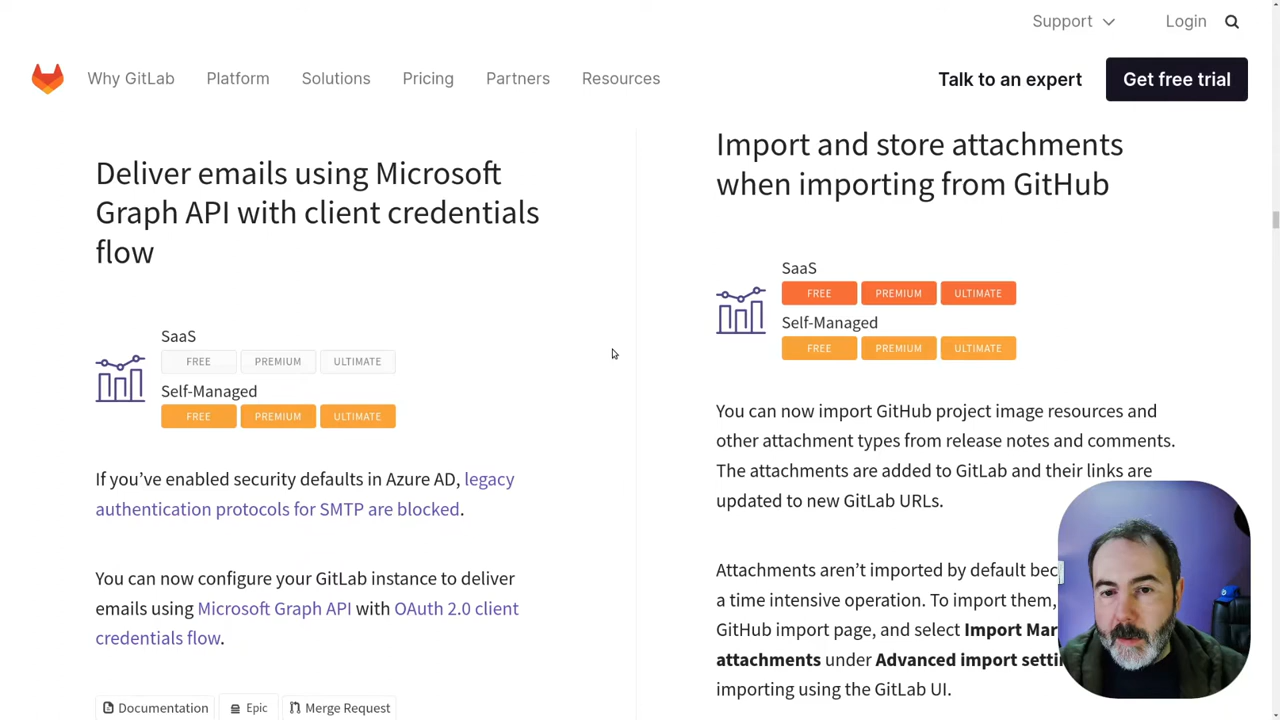 Support
Login
Why GitLab
Platform
Solutions
Pricing
Partners
Resources
Talk to an expert
Get free trial
Deliver emails using Microsoft
Graph API with client credentials
flow
SaaS
FREE
PREMIUM
ULTIMATE
Self-Managed
FREE
PREMIUM
ULTIMATE
If you’ve enabled security defaults in Azure AD, legacy
authentication protocols for SMTP are blocked.
You can now configure your GitLab instance to deliver
emails using Microsoft Graph API with OAuth 2.0 client
credentials flow.
Documentation
Epic
Merge Request
Import and store attachments
when importing from GitHub
SaaS
FREE
PREMIUM
ULTIMATE
Self-Managed
FREE
PREMIUM
ULTIMATE
You can now import GitHub project image resources and
other attachment types from release notes and comments.
The attachments are added to GitLab and their links are
updated to new GitLab URLs.
Attachments aren’t imported by default bec
a time intensive operation. To import them,
GitHub import page, and select Import Mar
attachments under Advanced import setti
importing using the GitLab UI.